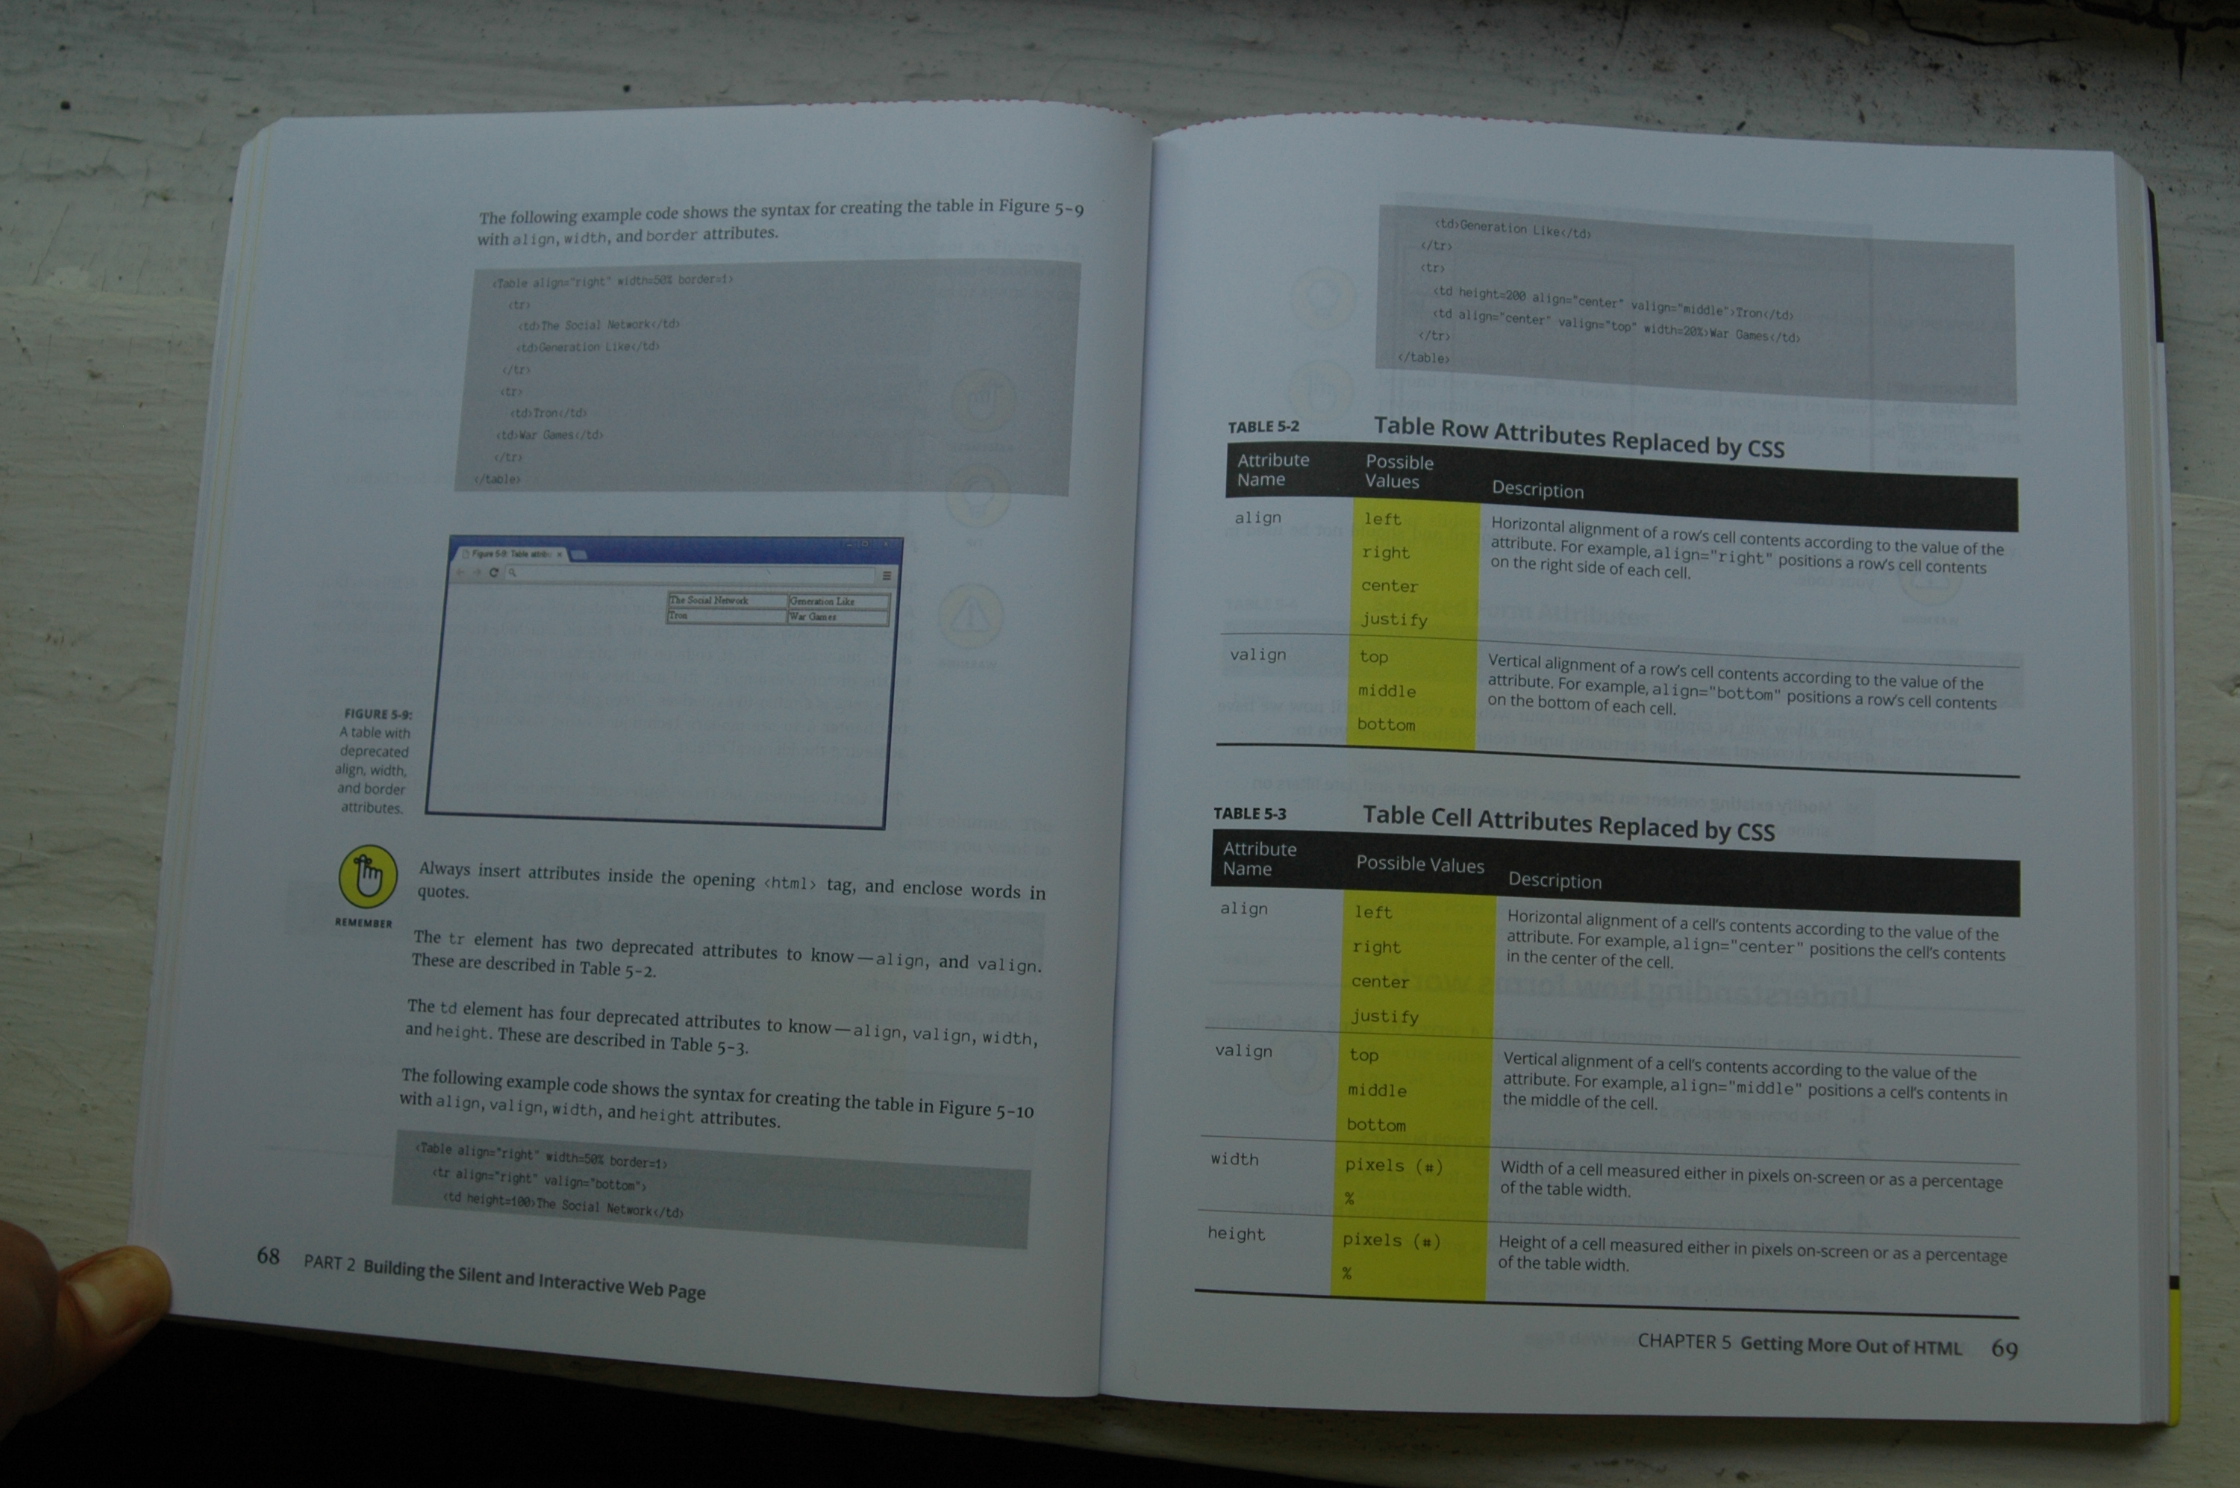 The following example code shows the syntax for creating the table in Figure 5-9
with align, width, and border attributes.
<Table align="right" width=50% border=1>
<tr>
<td>The Social Network</td>
<td>Generation Like</td>
</tr>
<tr>
<td>Tron</td>
<td>War Games</td>
</tr>
</table>
Figure 5-9: Table attrib
The Social Network Generation Like
Tron War Games
FIGURE 5-9:
A table with
deprecated
align, width,
and border
attributes.
Always insert attributes inside the opening <html> tag, and enclose words in
quotes.
REMEMBER
The tr element has two deprecated attributes to know—align, and valign.
These are described in Table 5-2.
The td element has four deprecated attributes to know—align, valign, width,
and height. These are described in Table 5-3.
The following example code shows the syntax for creating the table in Figure 5-10
with align, valign, width, and height attributes.
<Table align="right" width=50% border=1>
<tr align="right" valign="bottom">
<td height=100>The Social Network</td>
68 PART 2 Building the Silent and Interactive Web Page
<td>Generation Like</td>
</tr>
<tr>
<td height=200 align="center" valign="middle">Tron</td>
<td align="center" valign="top" width=20%>War Games</td>
</tr>
</table>
TABLE 5-2 Table Row Attributes Replaced by CSS
Attribute Name Possible Values Description
align left Horizontal alignment of a row's cell contents according to the value of the
right attribute. For example, align="right" positions a row's cell contents
on the right side of each cell.
center
justify
valign top Vertical alignment of a row's cell contents according to the value of the
middle attribute. For example, align="bottom" positions a row's cell contents
on the bottom of each cell.
bottom
TABLE 5-3 Table Cell Attributes Replaced by CSS
Attribute Name Possible Values Description
align left Horizontal alignment of a cell's contents according to the value of the
right attribute. For example, align="center" positions the cell's contents
in the center of the cell.
center
justify
valign top Vertical alignment of a cell's contents according to the value of the
middle attribute. For example, align="middle" positions a cell's contents in
the middle of the cell.
bottom
width pixels (#) Width of a cell measured either in pixels on-screen or as a percentage
% of the table width.
height pixels (#) Height of a cell measured either in pixels on-screen or as a percentage
% of the table width.
CHAPTER 5 Getting More Out of HTML 69